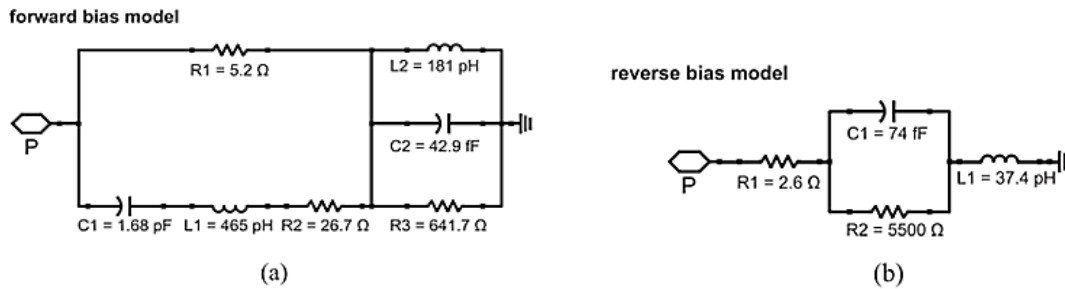 forward bias model
R1 = 5.2 Ω
L2 = 181 pH
P
C2 = 42.9 fF
C1 = 1.68 pF
L1 = 465 pH
R2 = 26.7 Ω
R3 = 641.7 Ω
(a)
reverse bias model
C1 = 74 fF
P
R1 = 2.6 Ω
L1 = 37.4 pH
R2 = 5500 Ω
(b)